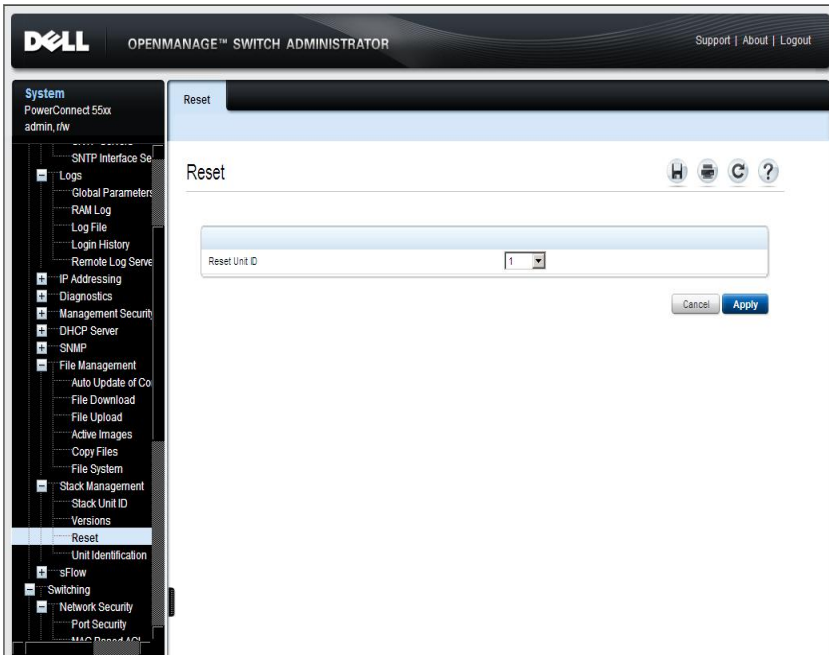 DELL
OPENMANAGE™ SWITCH ADMINISTRATOR
Support | About | Logout
System
PowerConnect 55xx
admin, r/w
SNTP Interface Se
Logs
Global Parameters
RAM Log
Log File
Login History
Remote Log Serve
IP Addressing
Diagnostics
Management Security
DHCP Server
SNMP
File Management
Auto Update of Co
File Download
File Upload
Active Images
Copy Files
File System
Stack Management
Stack Unit ID
Versions
Reset
Unit Identification
sFlow
Switching
Network Security
Port Security
Reset
Reset
Reset Unit ID
1
Cancel
Apply